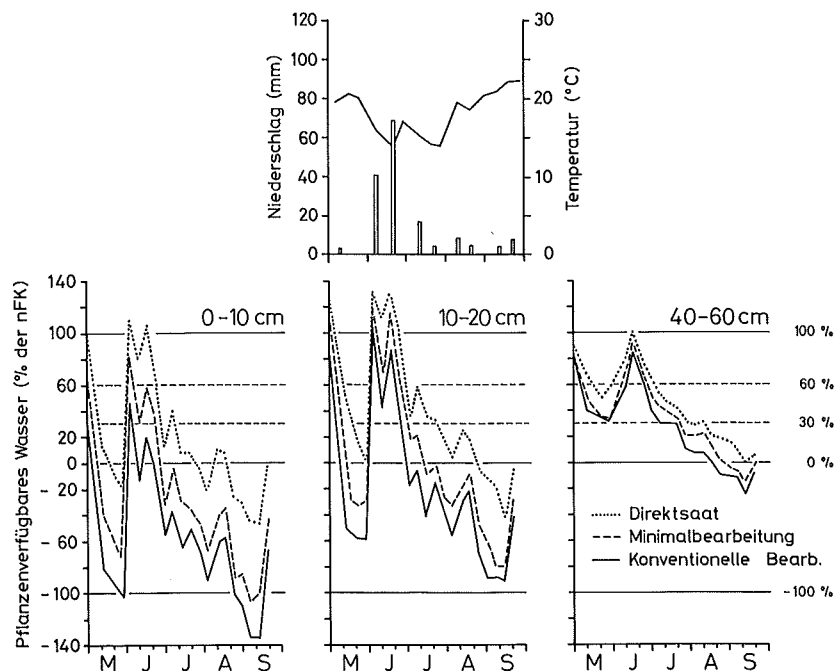 Niederschlag (mm)
120
100
80
60
40
20
0
Temperatur (°C)
30
20
10
0
Pflanzenverfügbares Wasser (% der nFK)
140
100
60
20
0
- 20
- 60
-100
-140
0-10 cm
10-20 cm
40-60 cm
100 %
60 %
30 %
0 %
-100 %
Direktsaat
Minimalbearbeitung
Konventionelle Bearb.
M J J A S
M J J A S
M J J A S